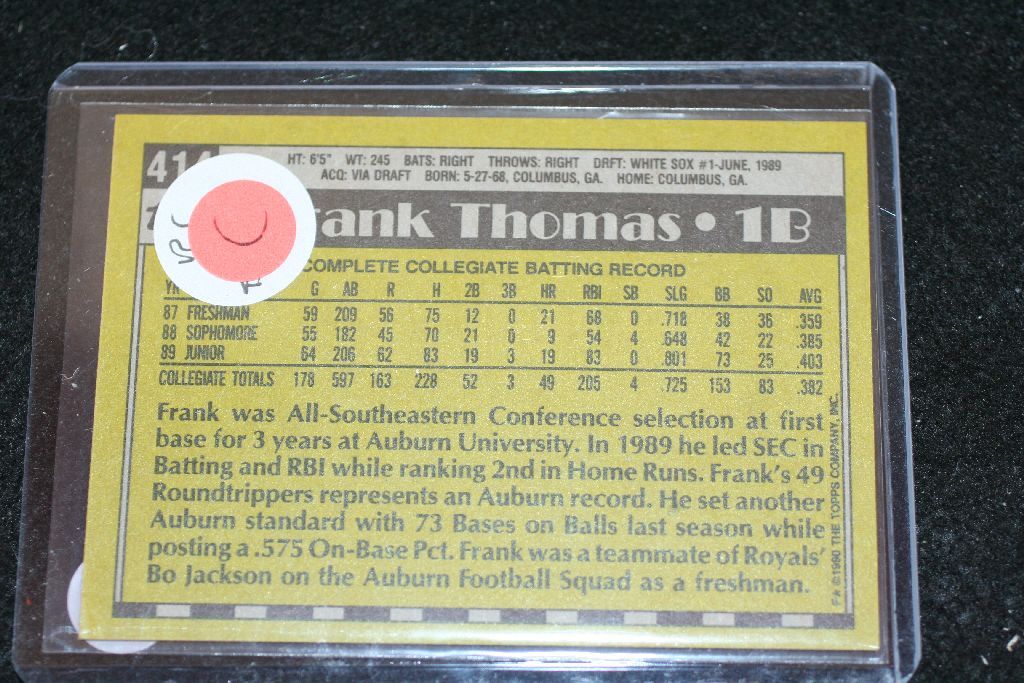 414 HT: 6'5" WT: 245 BATS: RIGHT THROWS: RIGHT DRFT: WHITE SOX #1-JUNE, 1989
ACQ: VIA DRAFT BORN: 5-27-68, COLUMBUS, GA. HOME: COLUMBUS, GA.
rank Thomas • 1B
COMPLETE COLLEGIATE BATTING RECORD
YR G AB R H 2B 3B HR RBI SB SLG BB SO AVG
87 FRESHMAN 59 209 56 75 12 0 21 68 0 .718 38 36 .359
88 SOPHOMORE 55 182 45 70 21 0 9 54 4 .648 42 22 .385
89 JUNIOR 64 206 62 83 19 3 19 83 0 .801 73 25 .403
COLLEGIATE TOTALS 178 597 163 228 52 3 49 205 4 .725 153 83 .382
Frank was All-Southeastern Conference selection at first
base for 3 years at Auburn University. In 1989 he led SEC in
Batting and RBI while ranking 2nd in Home Runs. Frank's 49
Roundtrippers represents an Auburn record. He set another
Auburn standard with 73 Bases on Balls last season while
posting a .575 On-Base Pct. Frank was a teammate of Royals'
Bo Jackson on the Auburn Football Squad as a freshman.
©1990 THE TOPPS COMPANY, INC.